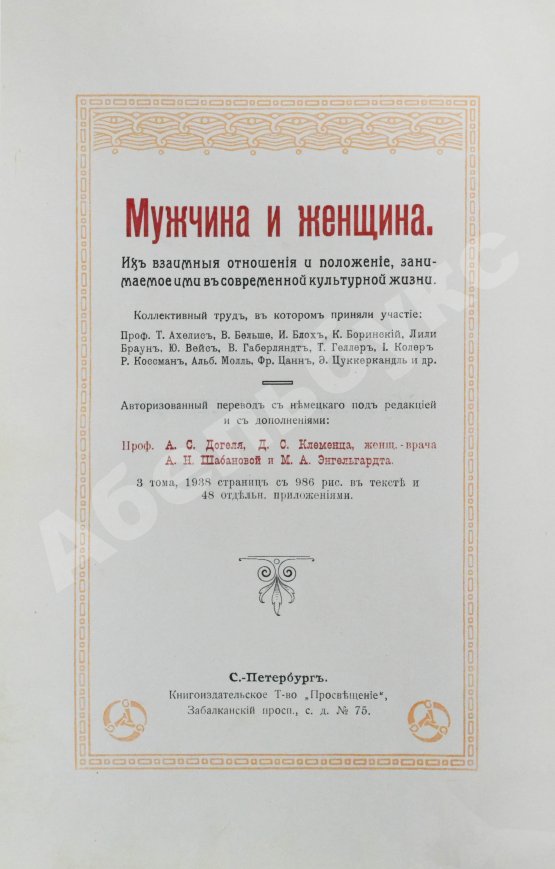 Мужчина и женщина.
Ихъ взаимныя отношенія и положеніе, зани-
маемое ими въ современной культурной жизни.
Коллективный трудъ, въ которомъ приняли участіе:
Проф. Т. Ахелисъ, В. Бельше, И. Блохъ, К. Боринскій, Лили
Браунъ, Ю. Вейсъ, В. Габерляндтъ, Т. Геллеръ, І. Колеръ
Р. Коссманъ, Альб. Молль, Фр. Цаннъ, Э. Цуккеркандль и др.
Авторизованный переводъ съ нѣмецкаго подъ редакціей
и съ дополненіями:
Проф. А. С. Догеля, Д. С. Клеменца, женщ.-врача
А. Н. Шабановой и М. А. Энгельгардта.
3 тома, 1938 страницъ съ 986 рис. въ текстѣ и
48 отдѣльн. приложеніями.
С.-Петербургъ.
Книгоиздательское Т-во „Просвѣщеніе“,
Забалканскій просп., с. д. № 75.
АбельБукс